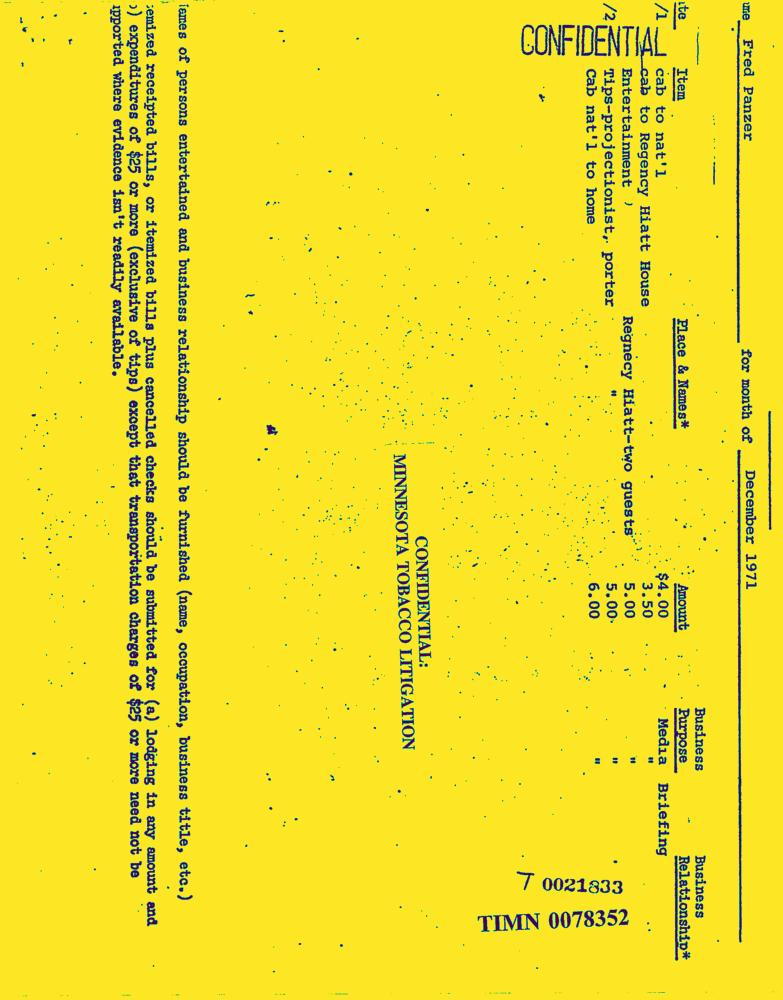 me Fred Panzer for month of December 1971
te Item Place & Names* Amount Business Purpose Business Relationship*
/1 cab to nat'l $4.00 Media Briefing
cab to Regency Hiatt House 3.50 "
Entertainment ) Regnecy Hiatt-two guests 5.00 "
Tips-projectionist, porter " 5.00 "
/2 Cab nat'l to home 6.00 "
CONFIDENTIAL
T 0021833
TIMN 0078352
CONFIDENTIAL:
MINNESOTA TOBACCO LITIGATION
ames of persons entertained and business relationship should be furnished (name, occupation, business title, etc.)
emized receipted bills, or itemized bills plus cancelled checks should be submitted for (a) lodging in any amount and
) expenditures of $25 or more (exclusive of tips) except that transportation charges of $25 or more need not be
pported where evidence isn't readily available.